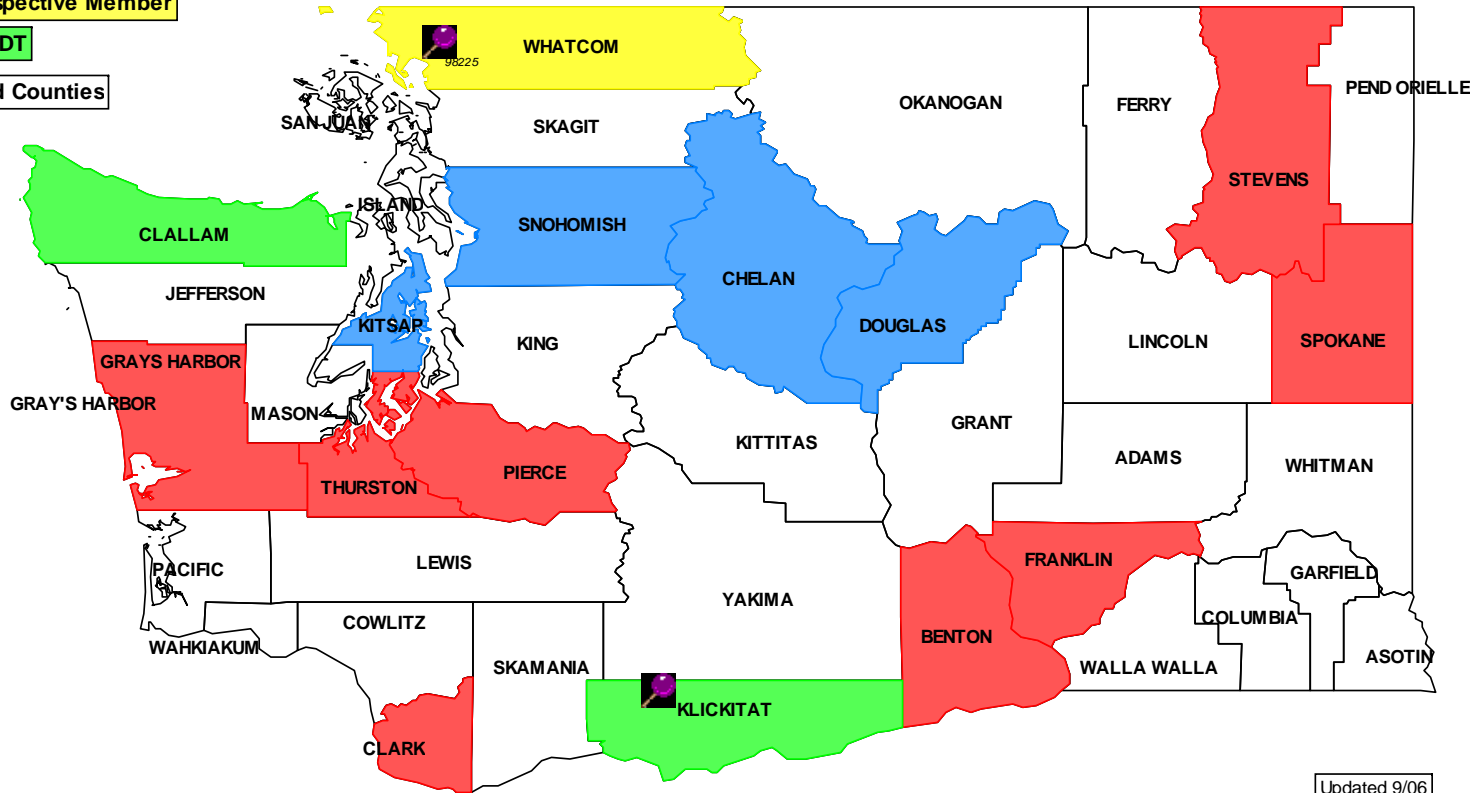 spective Member
DT
d Counties
WHATCOM
98225
SKAGIT
SAN JUAN
ISLAND
OKANOGAN
FERRY
PEND ORIELLE
STEVENS
CLALLAM
SNOHOMISH
CHELAN
JEFFERSON
KITSAP
KING
DOUGLAS
LINCOLN
SPOKANE
GRAYS HARBOR
GRAY'S HARBOR
MASON
KITTITAS
GRANT
ADAMS
WHITMAN
THURSTON
PIERCE
PACIFIC
LEWIS
YAKIMA
FRANKLIN
GARFIELD
COLUMBIA
WAHKIAKUM
COWLITZ
SKAMANIA
BENTON
WALLA WALLA
ASOTIN
KLICKITAT
CLARK
Updated 9/06